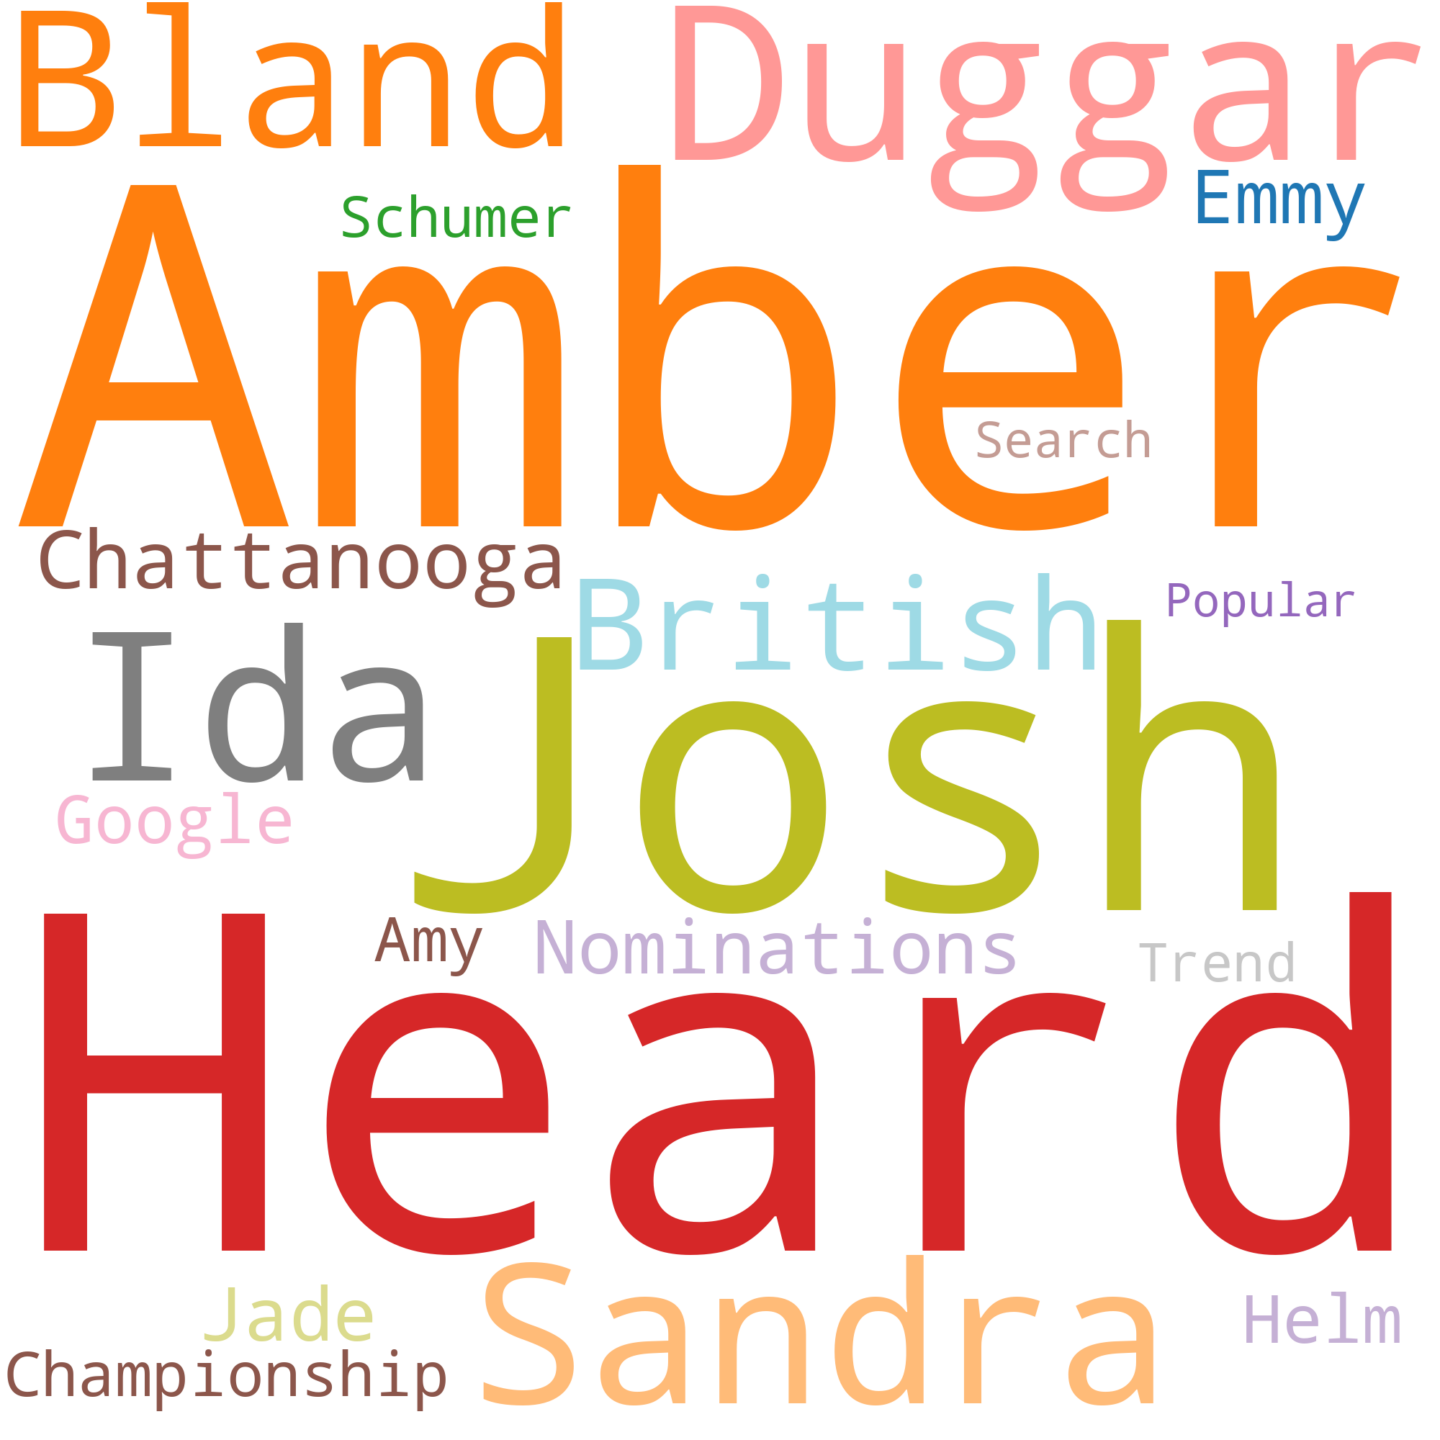 Bland
Duggar
Schumer
Emmy
Amber
Search
Chattanooga
British
Popular
Ida
Josh
Google
Amy
Nominations
Trend
Heard
Jade
Sandra
Helm
Championship